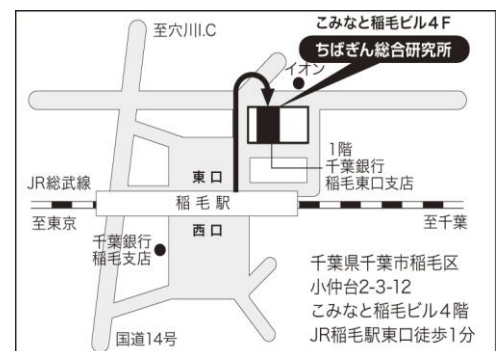 至穴川I.C
こみなと稲毛ビル4F
ちばぎん総合研究所
イオン
1階
千葉銀行
稲毛東口支店
東口
JR総武線
稲毛駅
至東京
至千葉
西口
千葉銀行
稲毛支店
千葉県千葉市稲毛区
小仲台2-3-12
こみなと稲毛ビル4階
JR稲毛駅東口徒歩1分
国道14号